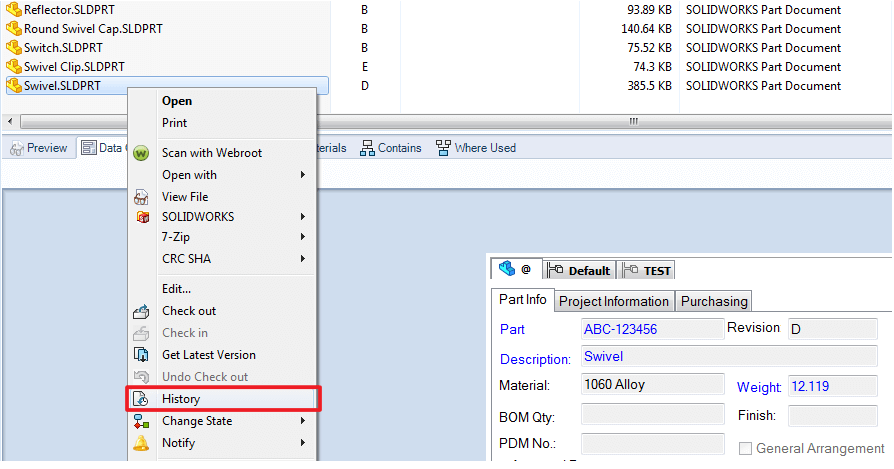 Reflector.SLDPRT B 93.89 KB SOLIDWORKS Part Document
Round Swivel Cap.SLDPRT B 140.64 KB SOLIDWORKS Part Document
Switch.SLDPRT B 75.52 KB SOLIDWORKS Part Document
Swivel Clip.SLDPRT E 74.3 KB SOLIDWORKS Part Document
Swivel.SLDPRT D 385.5 KB SOLIDWORKS Part Document
Preview Data Contains Where Used
Open
Print
Scan with Webroot
Open with
View File
SOLIDWORKS
7-Zip
CRC SHA
Edit...
Check out
Check in
Get Latest Version
Undo Check out
History
Change State
Notify
@ Default TEST
Part Info Project Information Purchasing
Part ABC-123456 Revision D
Description: Swivel
Material: 1060 Alloy Weight: 12.119
BOM Qty: Finish:
PDM No.: General Arrangement